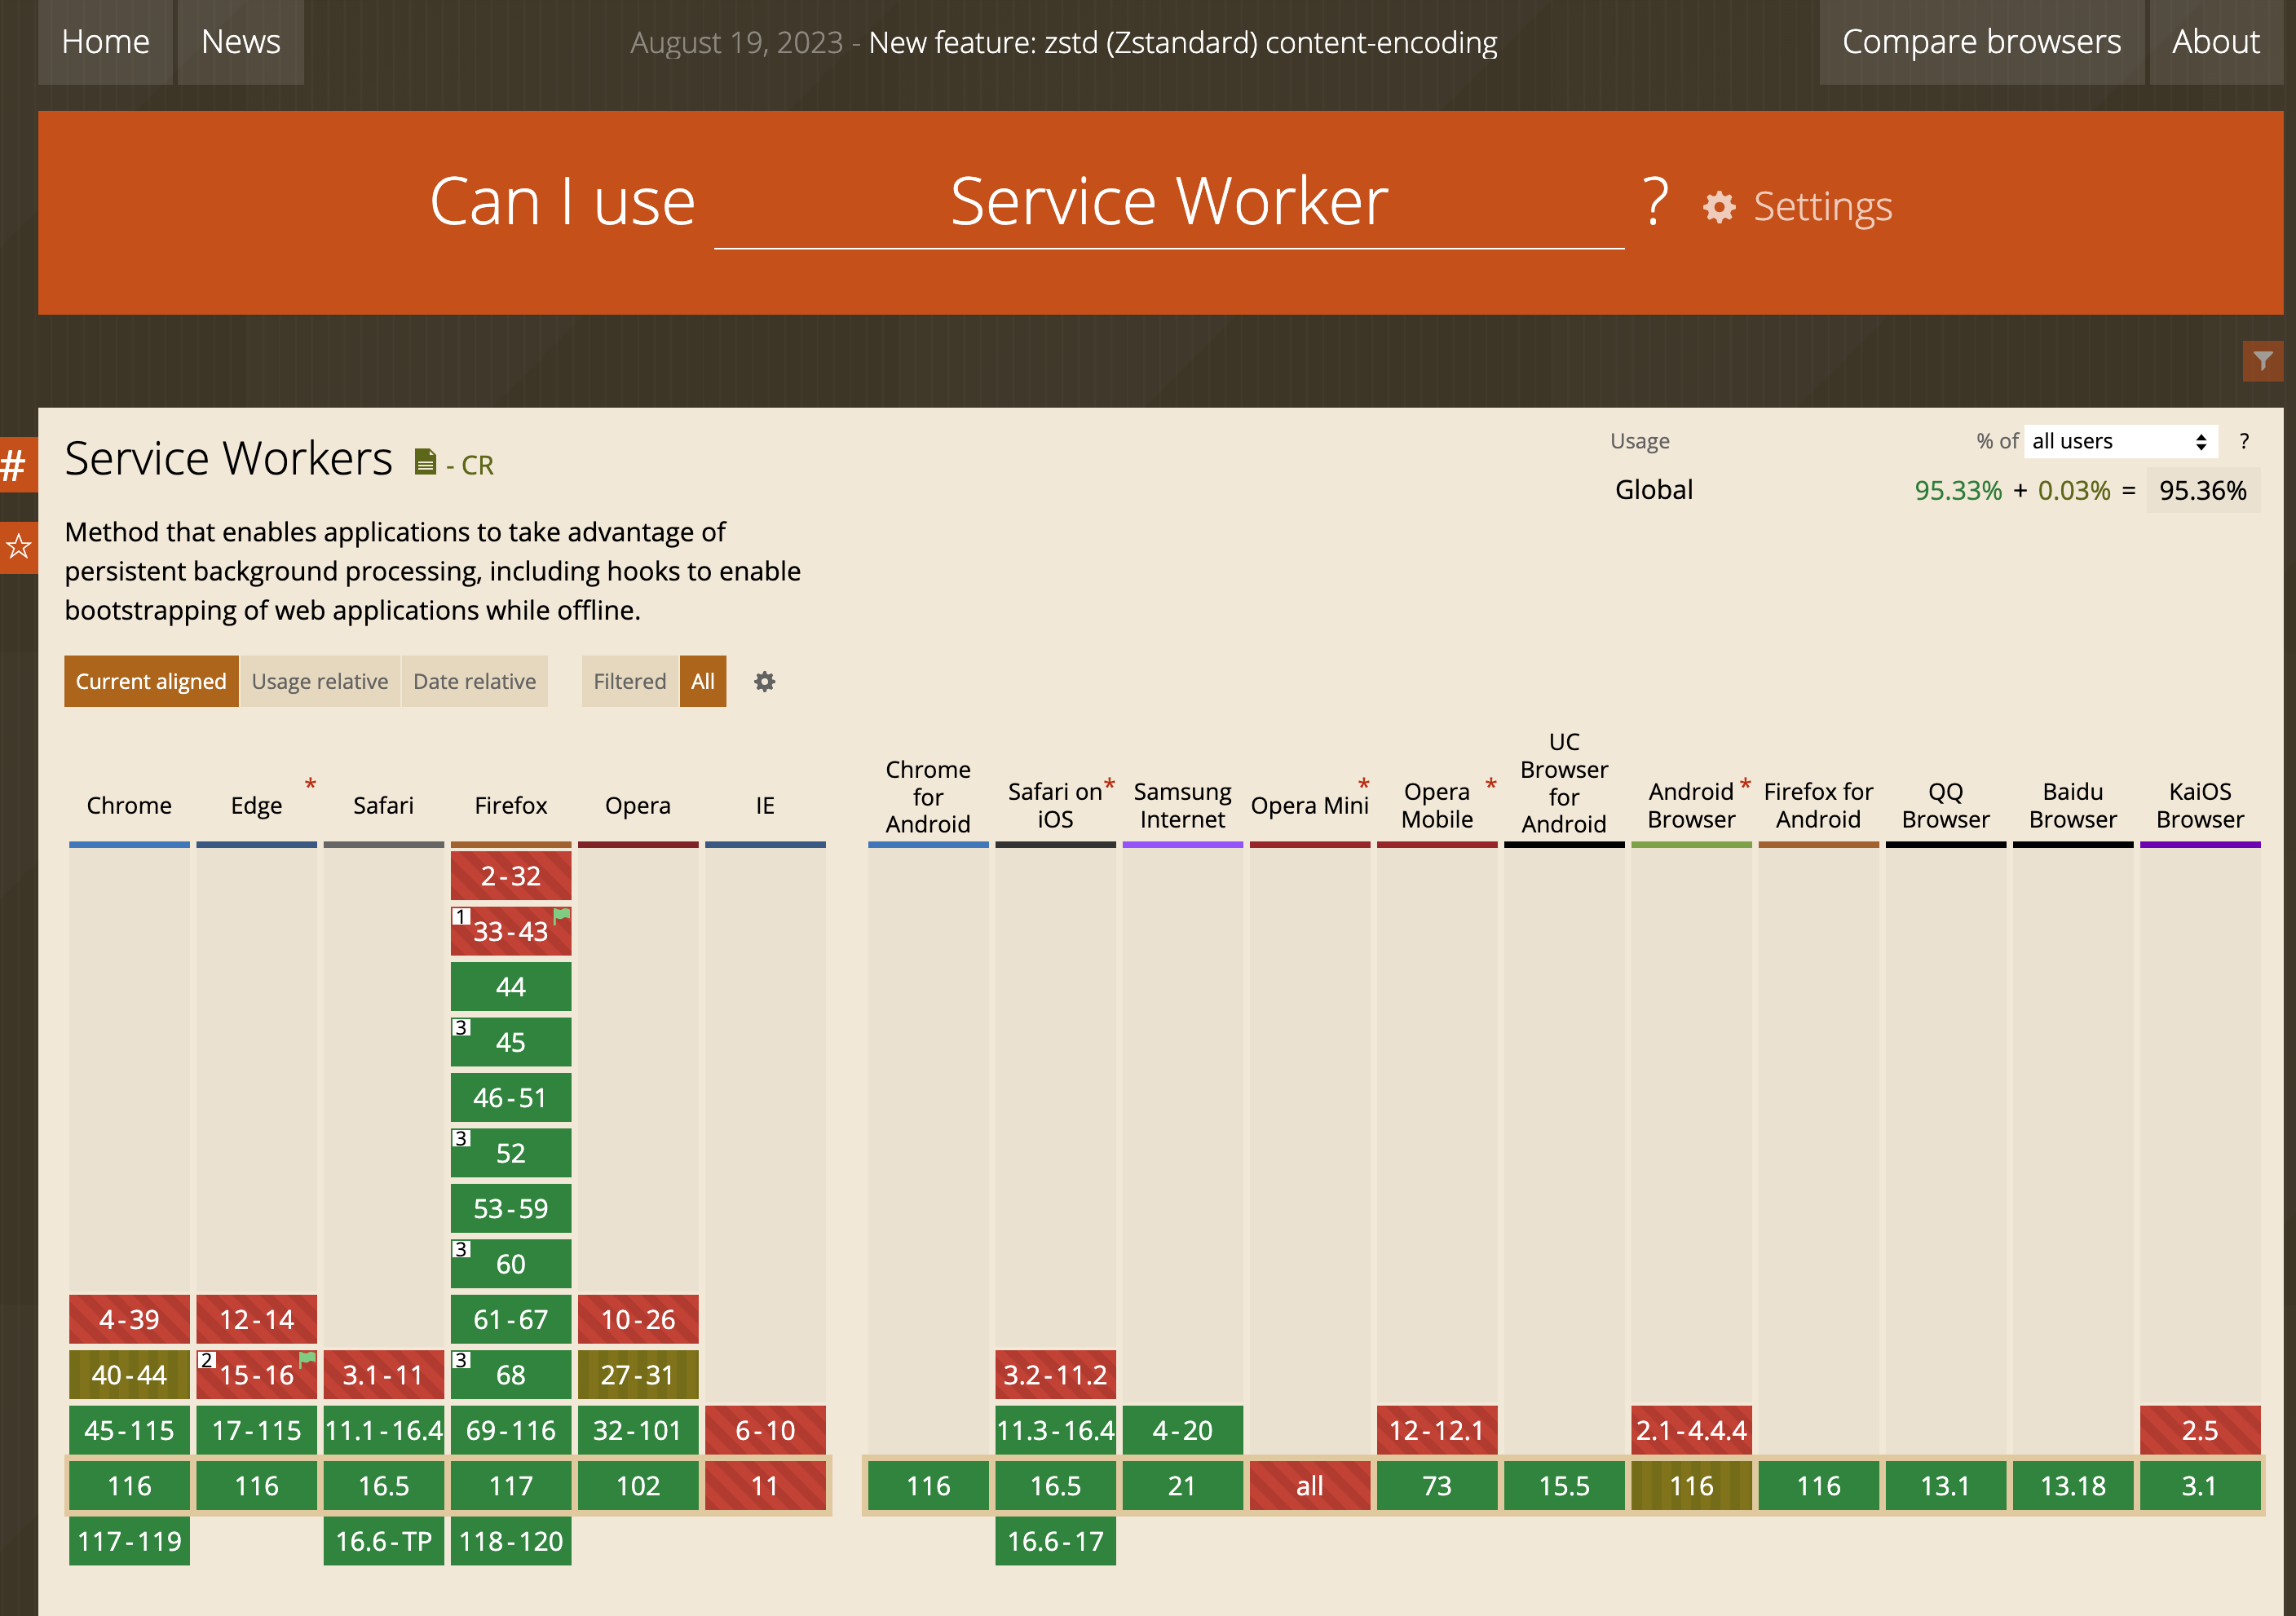 Home News August 19, 2023 - New feature: zstd (Zstandard) content-encoding Compare browsers About
Can I use Service Worker ? Settings
#
Service Workers - CR
Usage % of all users ?
Global 95.33% + 0.03% = 95.36%
Method that enables applications to take advantage of
persistent background processing, including hooks to enable
bootstrapping of web applications while offline.
Current aligned Usage relative Date relative Filtered All
Chrome Edge * Safari Firefox Opera IE
Chrome for Android Safari on iOS * Samsung Internet Opera Mini * Opera Mobile * UC Browser for Android Android Browser * Firefox for Android QQ Browser Baidu Browser KaiOS Browser
2-32
1 33-43
44
3 45
46-51
3 52
53-59
3 60
4-39 12-14 61-67 10-26
40-44 2 15-16 3.1-11 3 68 27-31 3.2-11.2
45-115 17-115 11.1-16.4 69-116 32-101 6-10 11.3-16.4 4-20 12-12.1 2.1-4.4.4 2.5
116 116 16.5 117 102 11 116 16.5 21 all 73 15.5 116 116 13.1 13.18 3.1
117-119 16.6-TP 118-120 16.6-17